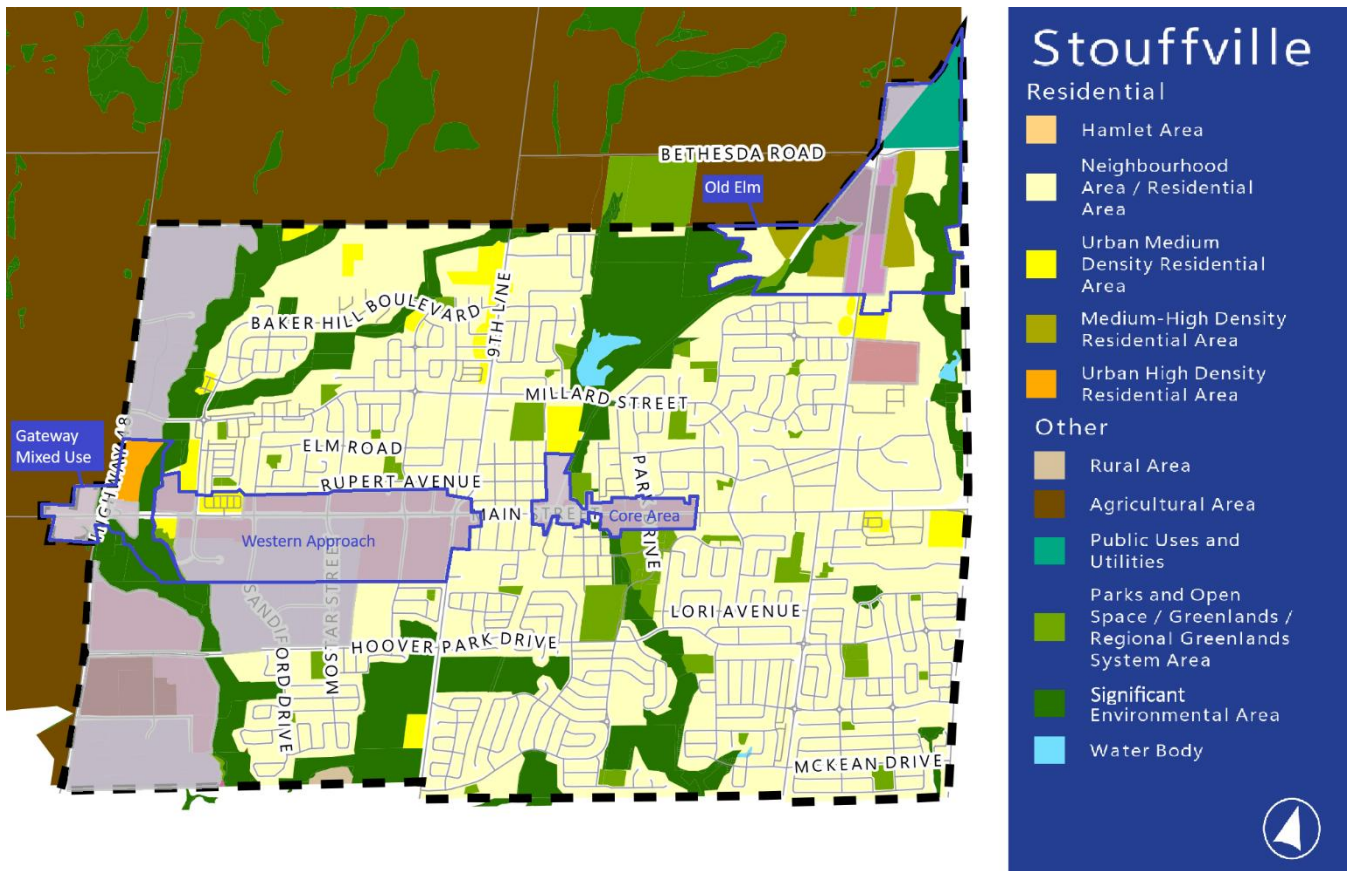 BETHESDA ROAD
Old Elm
BAKER HILL BOULEVARD
9TH LINE
MILLARD STREET
HIGHWAY 48
Gateway
Mixed Use
ELM ROAD
RUPERT AVENUE
PARK DRIVE
MAIN STREET
Core Area
Western Approach
SANDIFORD DRIVE
MOSTAR STREET
LORI AVENUE
HOOVER PARK DRIVE
MCKEAN DRIVE
Stouffville
Residential
Hamlet Area
Neighbourhood
Area / Residential
Area
Urban Medium
Density Residential
Area
Medium-High Density
Residential Area
Urban High Density
Residential Area
Other
Rural Area
Agricultural Area
Public Uses and
Utilities
Parks and Open
Space / Greenlands /
Regional Greenlands
System Area
Significant
Environmental Area
Water Body